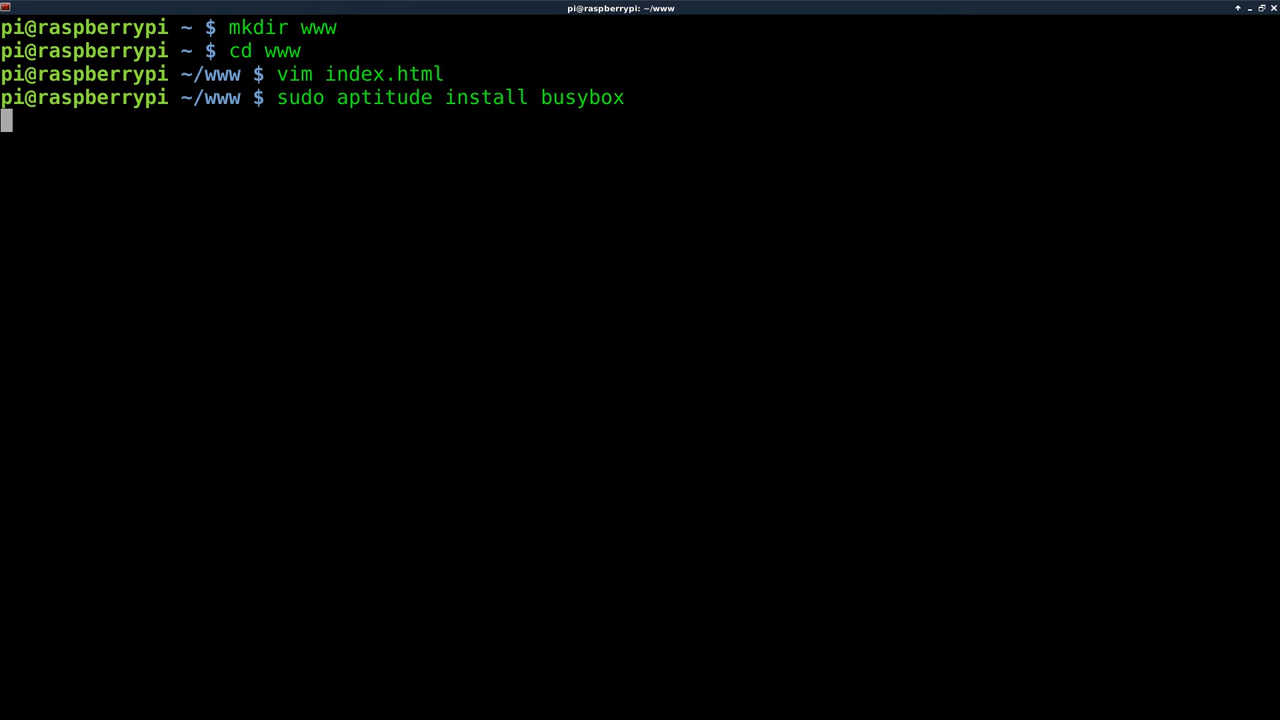 pi@raspberrypi: ~/www
pi@raspberrypi ~ $ mkdir www
pi@raspberrypi ~ $ cd www
pi@raspberrypi ~/www $ vim index.html
pi@raspberrypi ~/www $ sudo aptitude install busybox